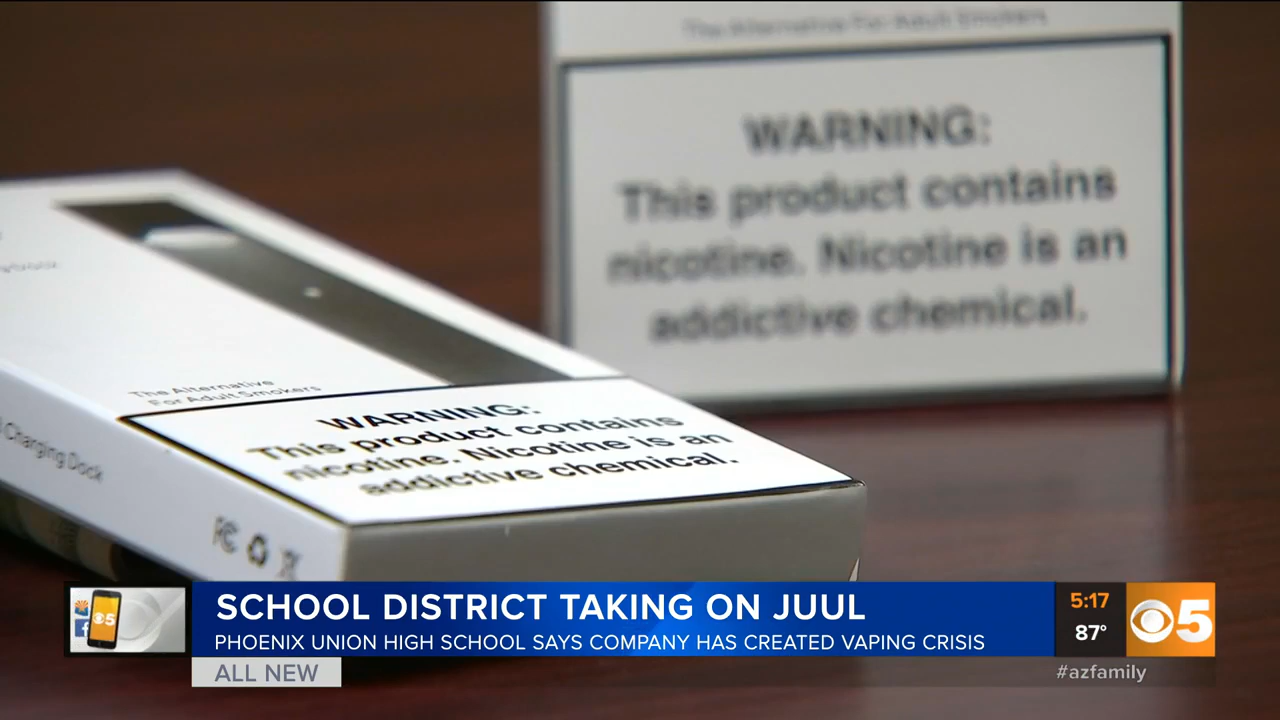 The Alternative For Adult Smokers
WARNING:
This product contains
nicotine. Nicotine is an
addictive chemical.
The Alternative
For Adult Smokers
WARNING:
This product contains
nicotine. Nicotine is an
addictive chemical.
Charging Dock
FC
SCHOOL DISTRICT TAKING ON JUUL
PHOENIX UNION HIGH SCHOOL SAYS COMPANY HAS CREATED VAPING CRISIS
ALL NEW
5:17
87°
5
#azfamily